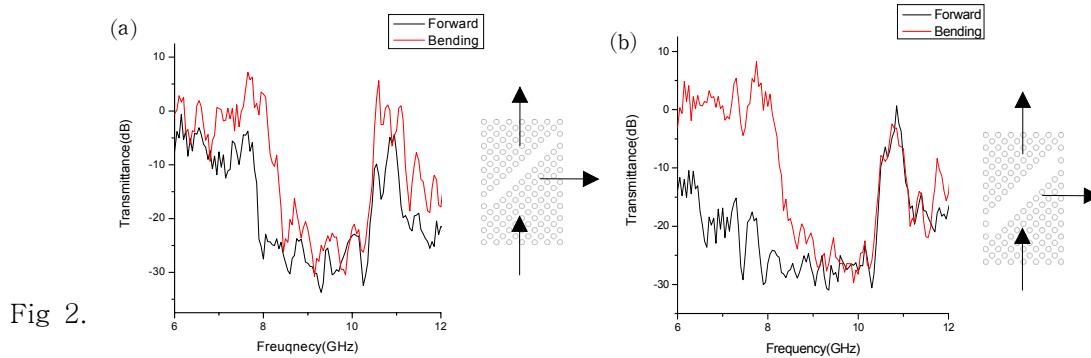 (a)
Forward
Bending
10
0
-10
-20
-30
Transmittance(dB)
6
8
10
12
Freuqnecy(GHz)
(b)
Forward
Bending
10
0
-10
-20
-30
Transmittance(dB)
6
8
10
12
Frequency(GHz)
Fig 2.